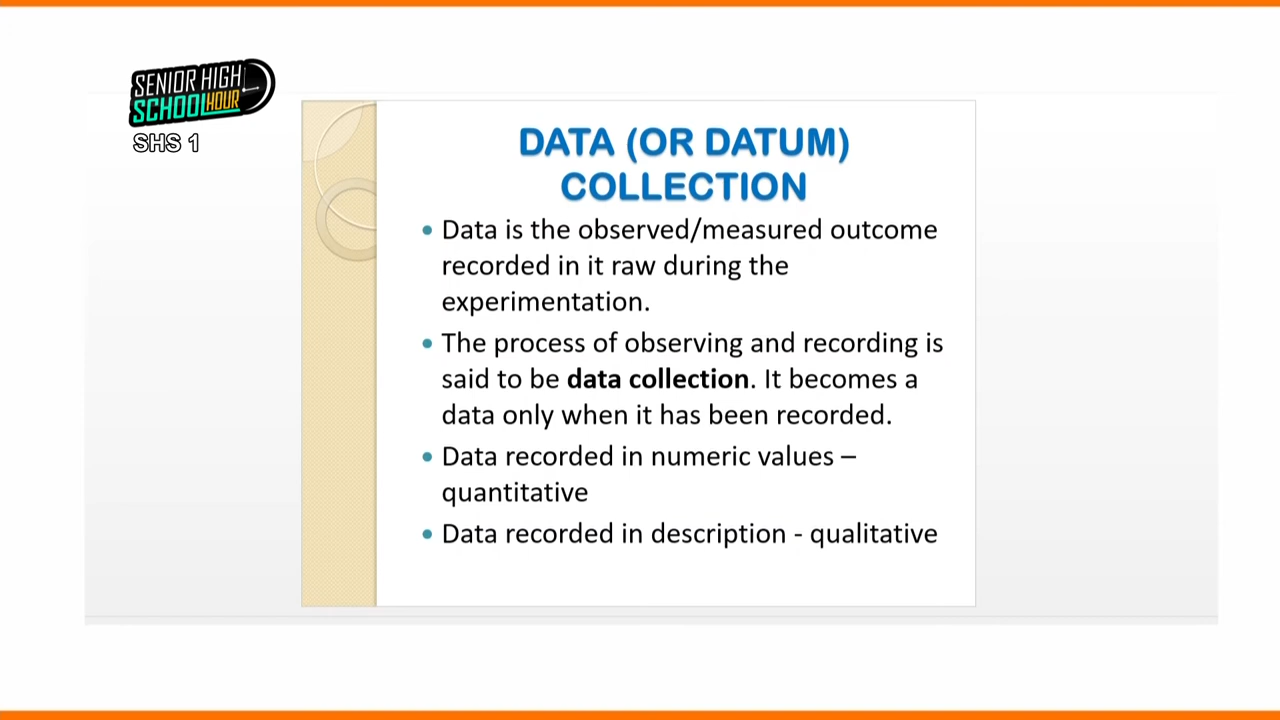 SENIOR HIGH
SCHOOL HOUR
SHS 1
DATA (OR DATUM)
COLLECTION
• Data is the observed/measured outcome
recorded in it raw during the
experimentation.
• The process of observing and recording is
said to be data collection. It becomes a
data only when it has been recorded.
• Data recorded in numeric values –
quantitative
• Data recorded in description - qualitative